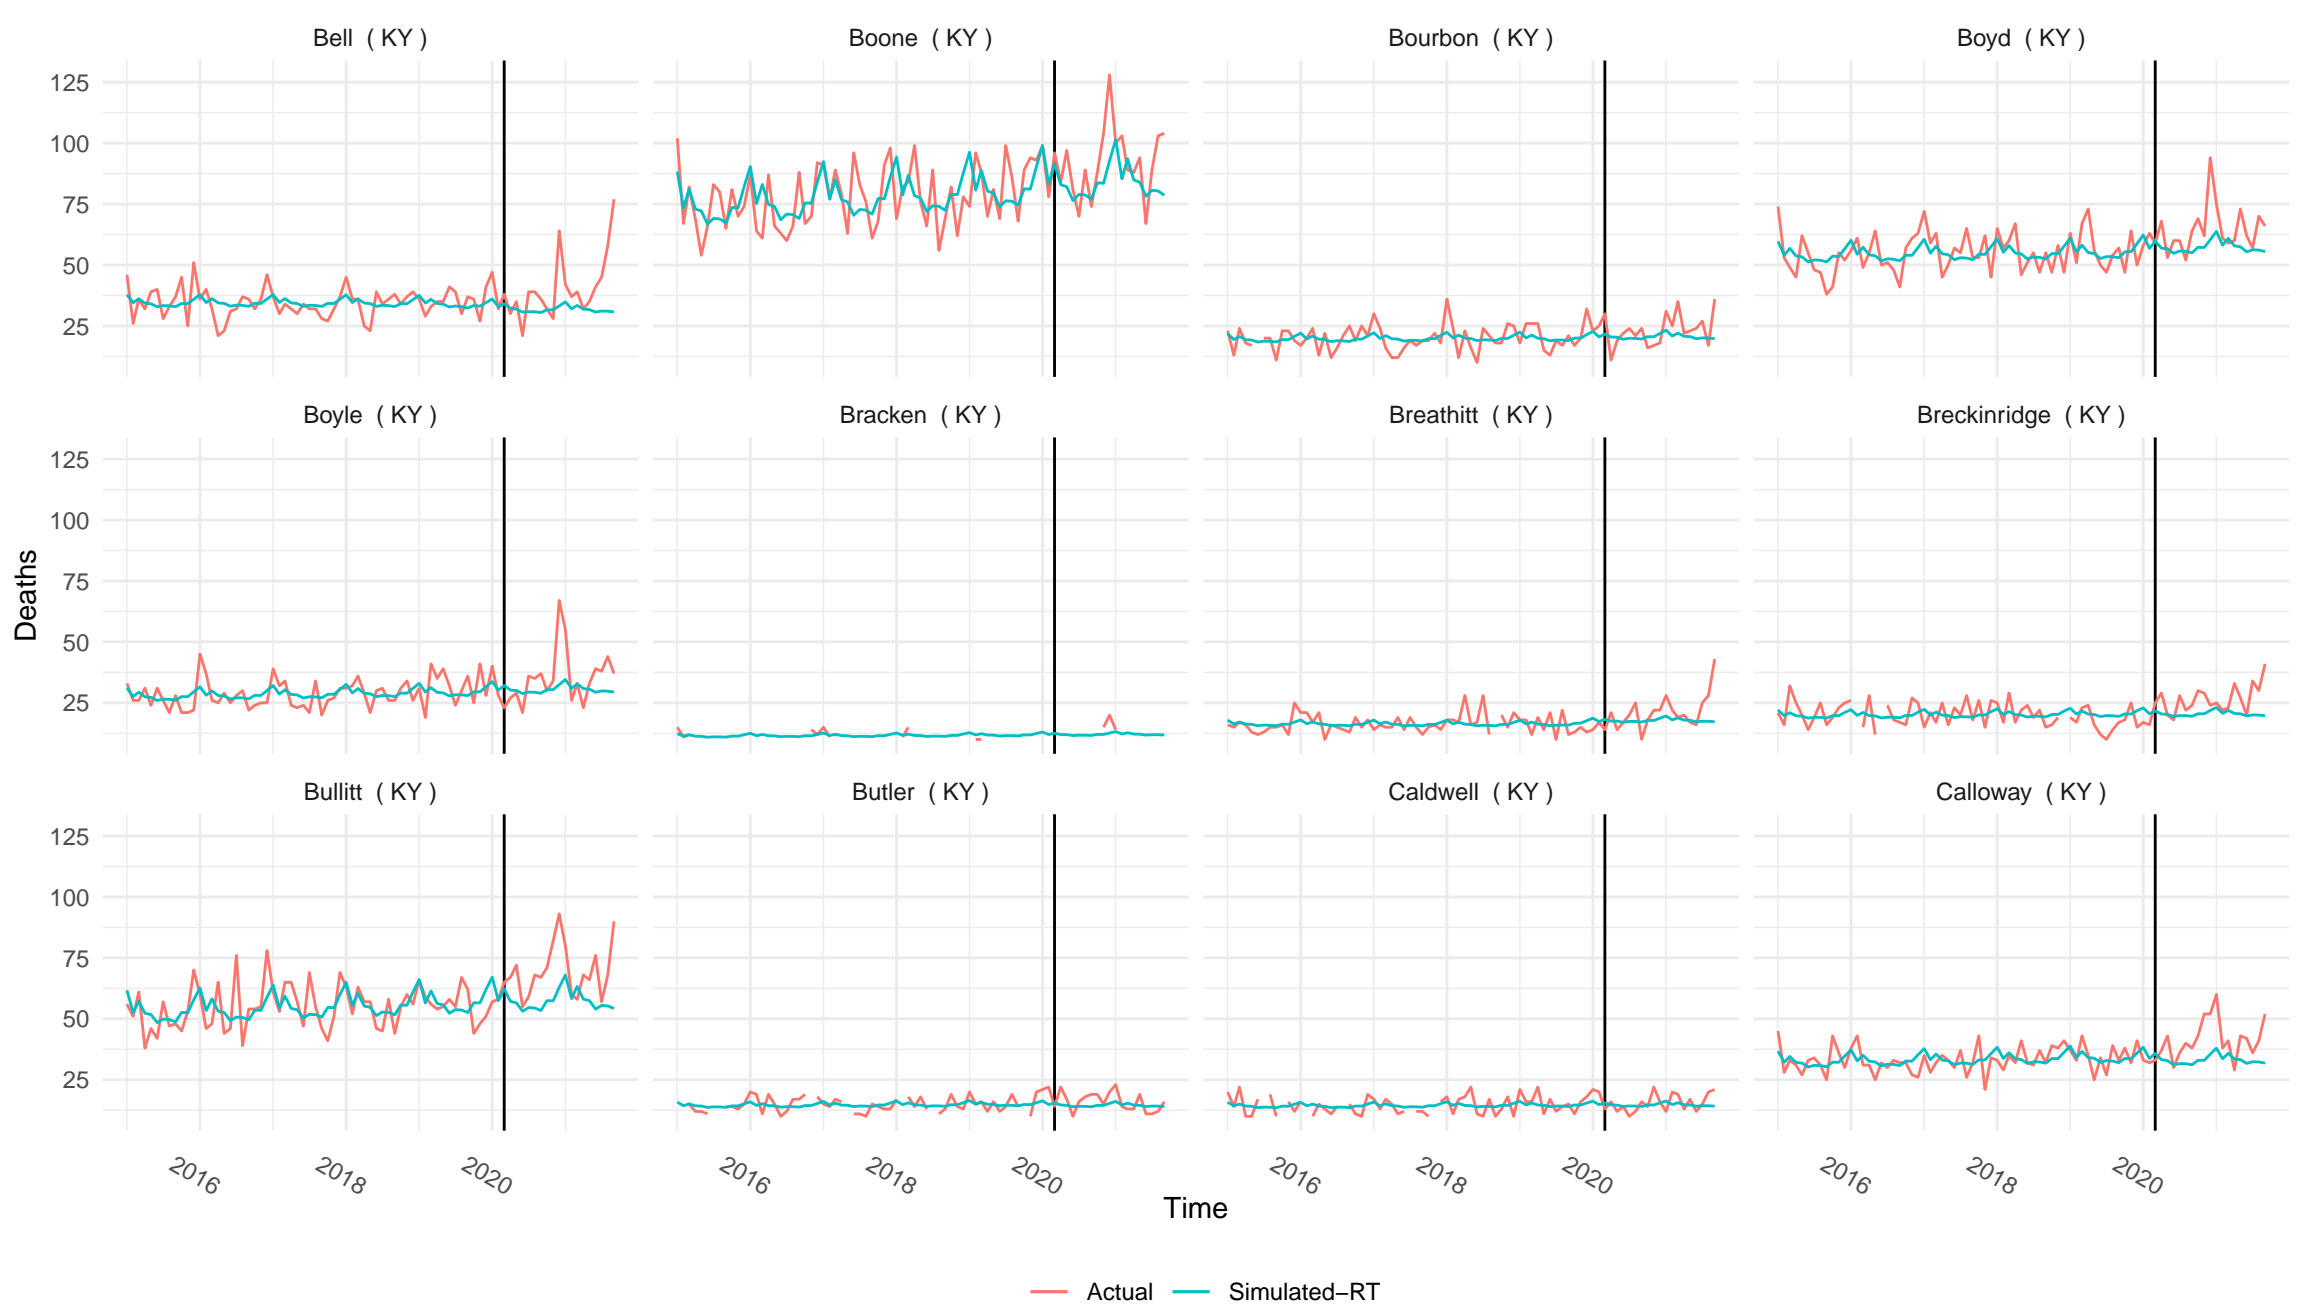 Bell ( KY )
Boone ( KY )
Bourbon ( KY )
Boyd ( KY )
125
100
75
50
25
Boyle ( KY )
Bracken ( KY )
Breathitt ( KY )
Breckinridge ( KY )
125
100
75
50
25
Deaths
Bullitt ( KY )
Butler ( KY )
Caldwell ( KY )
Calloway ( KY )
125
100
75
50
25
2016 2018 2020 2016 2018 2020 2016 2018 2020 2016 2018 2020
Time
Actual Simulated−RT